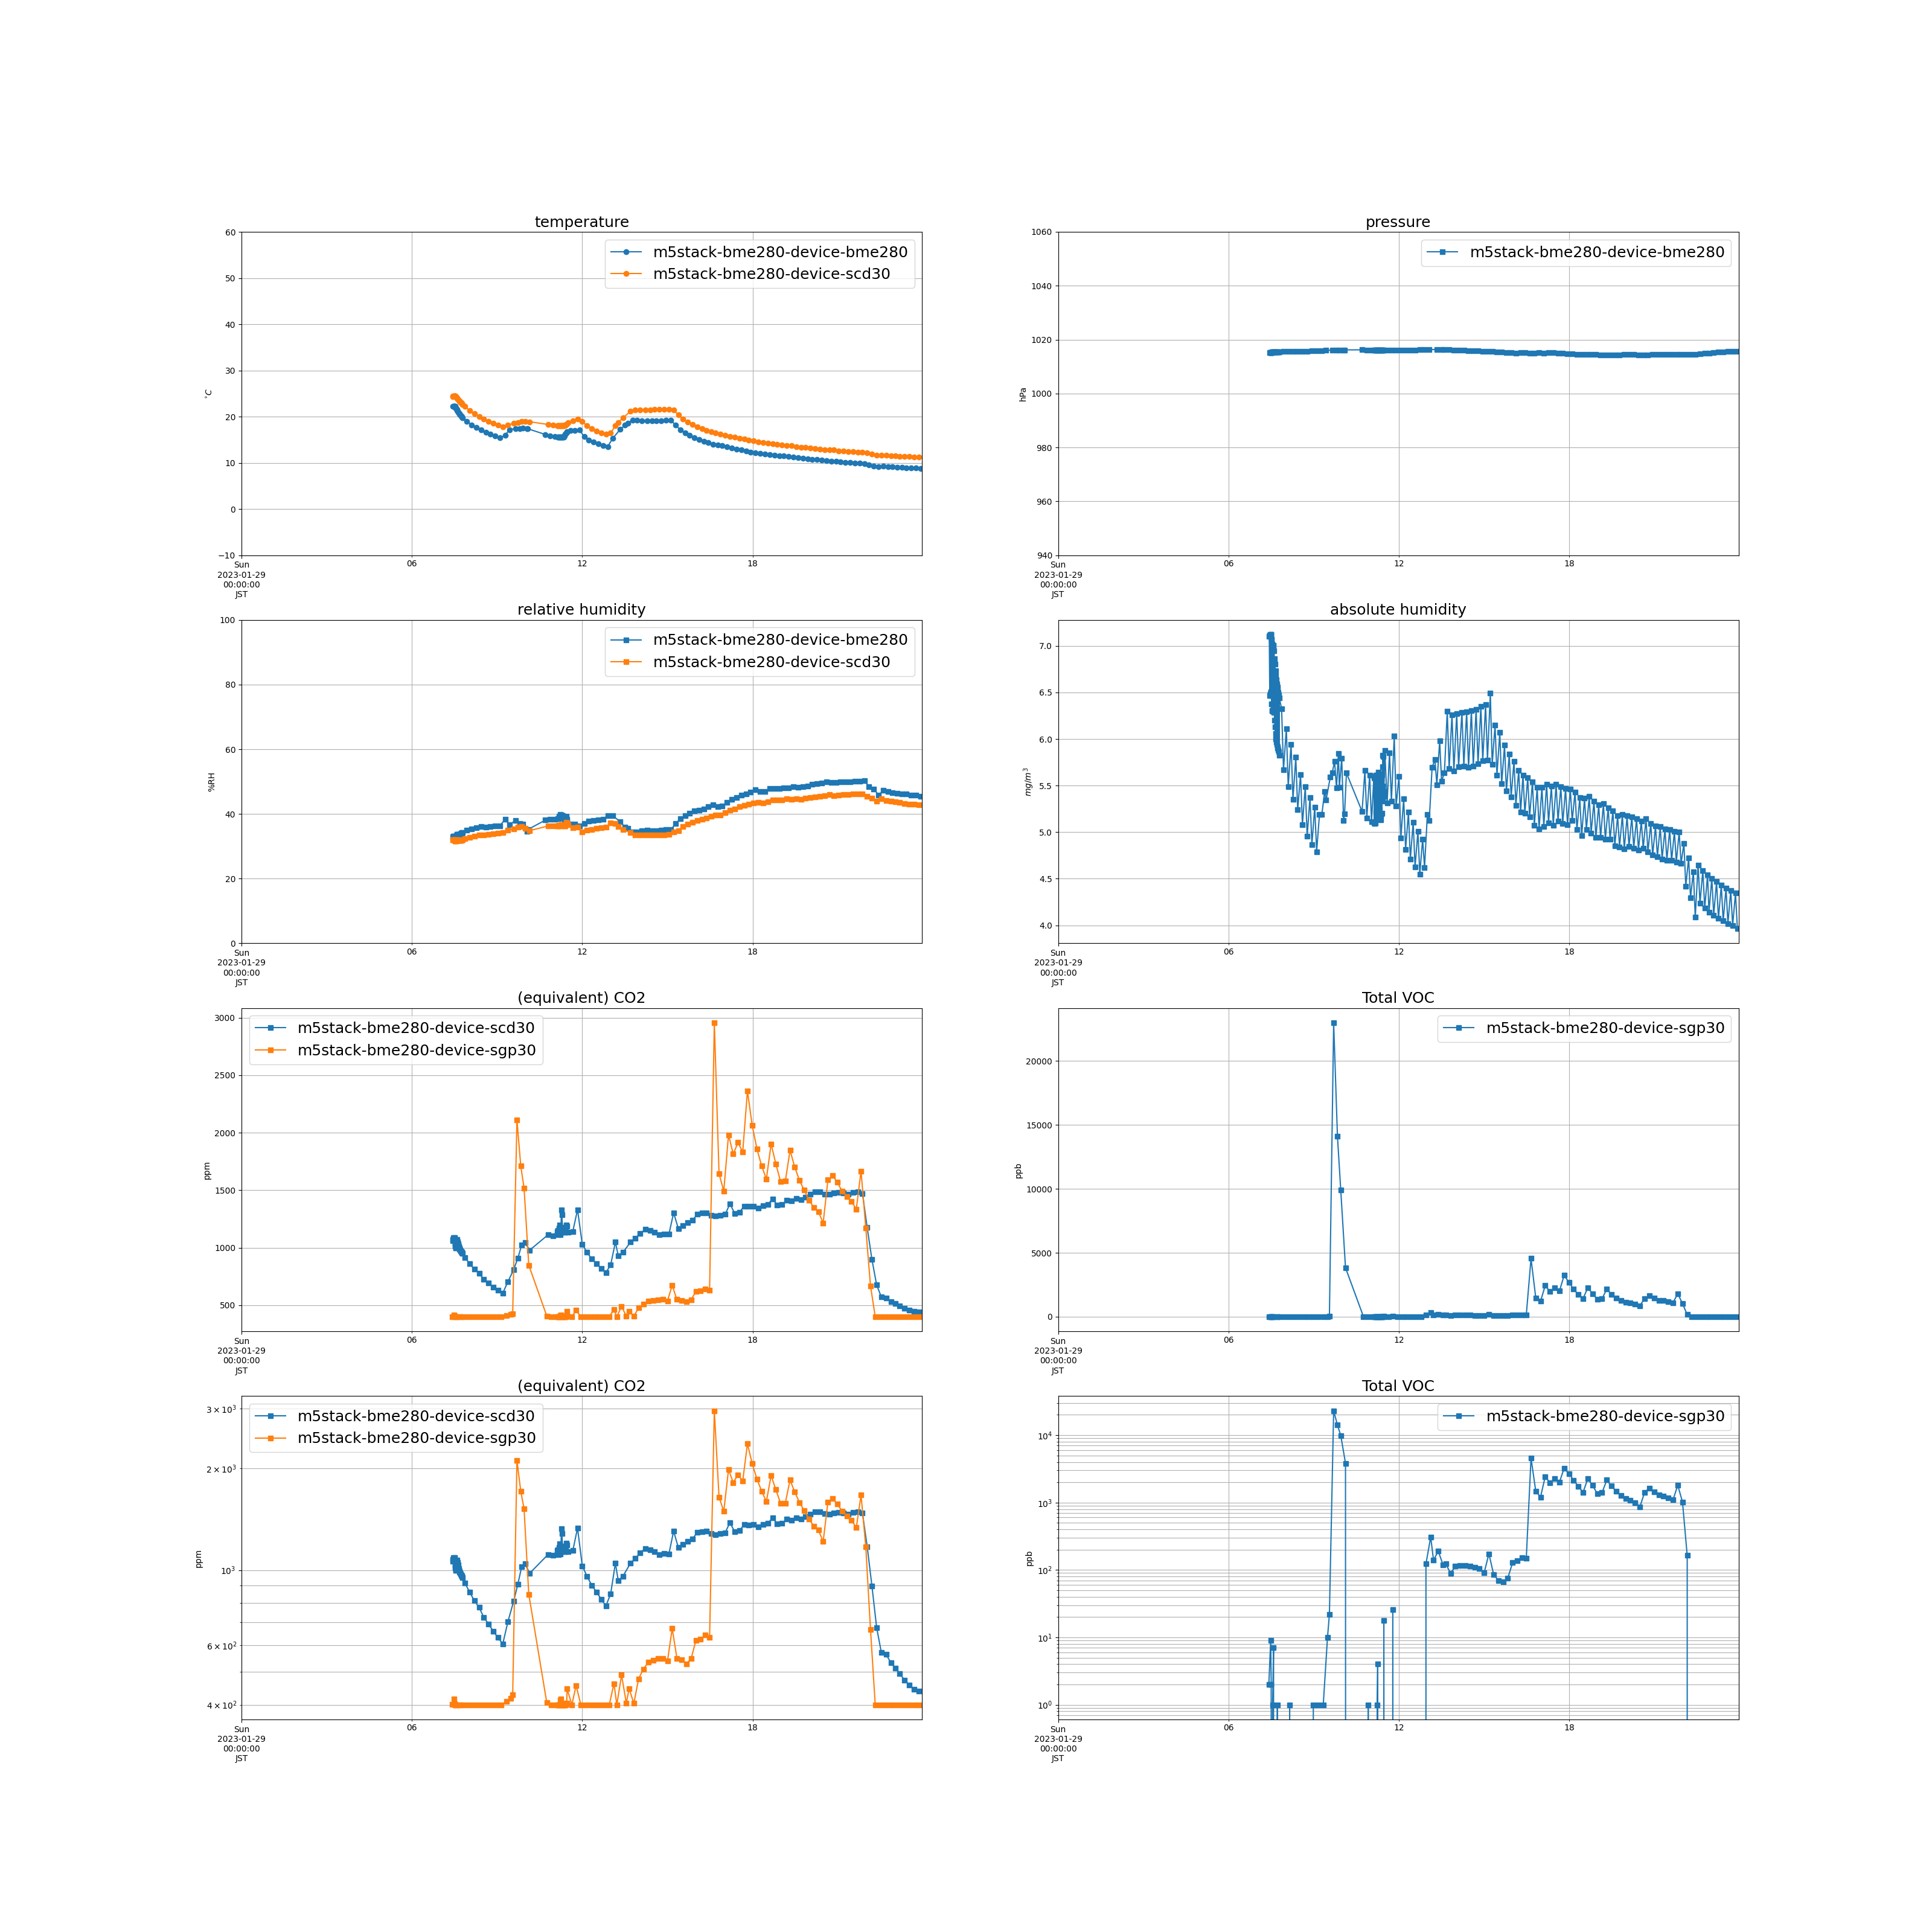 temperature
m5stack-bme280-device-bme280
m5stack-bme280-device-scd30
60
50
40
30
20
10
0
−10
°C
Sun
2023-01-29
00:00:00
JST
06
12
18
pressure
m5stack-bme280-device-bme280
1060
1040
1020
1000
980
960
940
hPa
Sun
2023-01-29
00:00:00
JST
06
12
18
relative humidity
m5stack-bme280-device-bme280
m5stack-bme280-device-scd30
100
80
60
40
20
0
%RH
Sun
2023-01-29
00:00:00
JST
06
12
18
absolute humidity
7.0
6.5
6.0
5.5
5.0
4.5
4.0
mg/m³
Sun
2023-01-29
00:00:00
JST
06
12
18
(equivalent) CO2
m5stack-bme280-device-scd30
m5stack-bme280-device-sgp30
3000
2500
2000
1500
1000
500
ppm
Sun
2023-01-29
00:00:00
JST
06
12
18
Total VOC
m5stack-bme280-device-sgp30
20000
15000
10000
5000
0
ppb
Sun
2023-01-29
00:00:00
JST
06
12
18
(equivalent) CO2
m5stack-bme280-device-scd30
m5stack-bme280-device-sgp30
3 × 10³
2 × 10³
10³
6 × 10²
4 × 10²
ppm
Sun
2023-01-29
00:00:00
JST
06
12
18
Total VOC
m5stack-bme280-device-sgp30
10⁴
10³
10²
10¹
10⁰
ppb
Sun
2023-01-29
00:00:00
JST
06
12
18